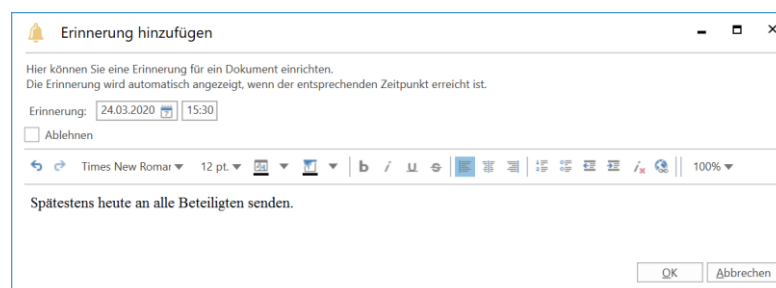 Erinnerung hinzufügen
Hier können Sie eine Erinnerung für ein Dokument einrichten.
Die Erinnerung wird automatisch angezeigt, wenn der entsprechenden Zeitpunkt erreicht ist.
Erinnerung: 24.03.2020 15:30
Ablehnen
Times New Romar 12 pt. b i u s 100%
Spätestens heute an alle Beteiligten senden.
OK Abbrechen